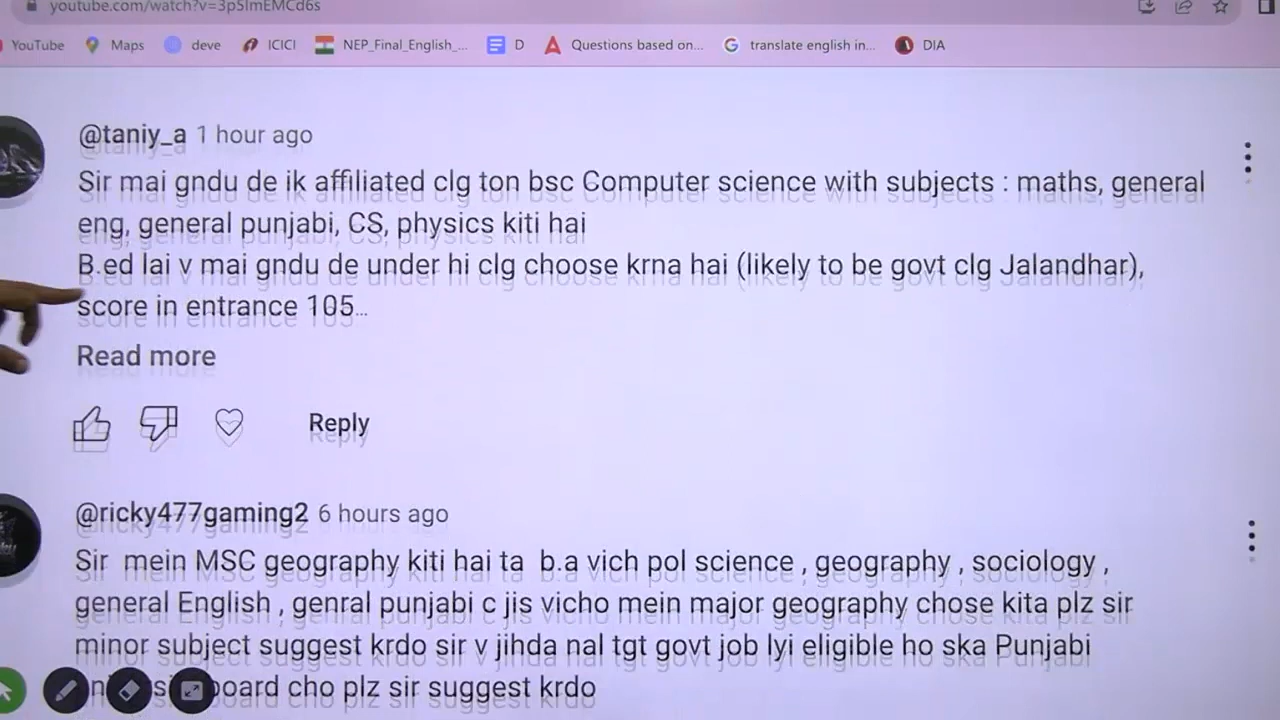 youtube.com/watch?v=3pSImEMCd6s
YouTube Maps deve ICICI NEP_Final_English_... D Questions based on... translate english in... DIA
@taniy_a 1 hour ago
Sir mai gndu de ik affiliated clg ton bsc Computer science with subjects : maths, general
eng, general punjabi, CS, physics kiti hai
B.ed lai v mai gndu de under hi clg choose krna hai (likely to be govt clg Jalandhar),
score in entrance 105...
Read more
Reply
@ricky477gaming2 6 hours ago
Sir mein MSC geography kiti hai ta b.a vich pol science , geography , sociology ,
general English , genral punjabi c jis vicho mein major geography chose kita plz sir
minor subject suggest krdo sir v jihda nal tgt govt job lyi eligible ho ska Punjabi
board cho plz sir suggest krdo